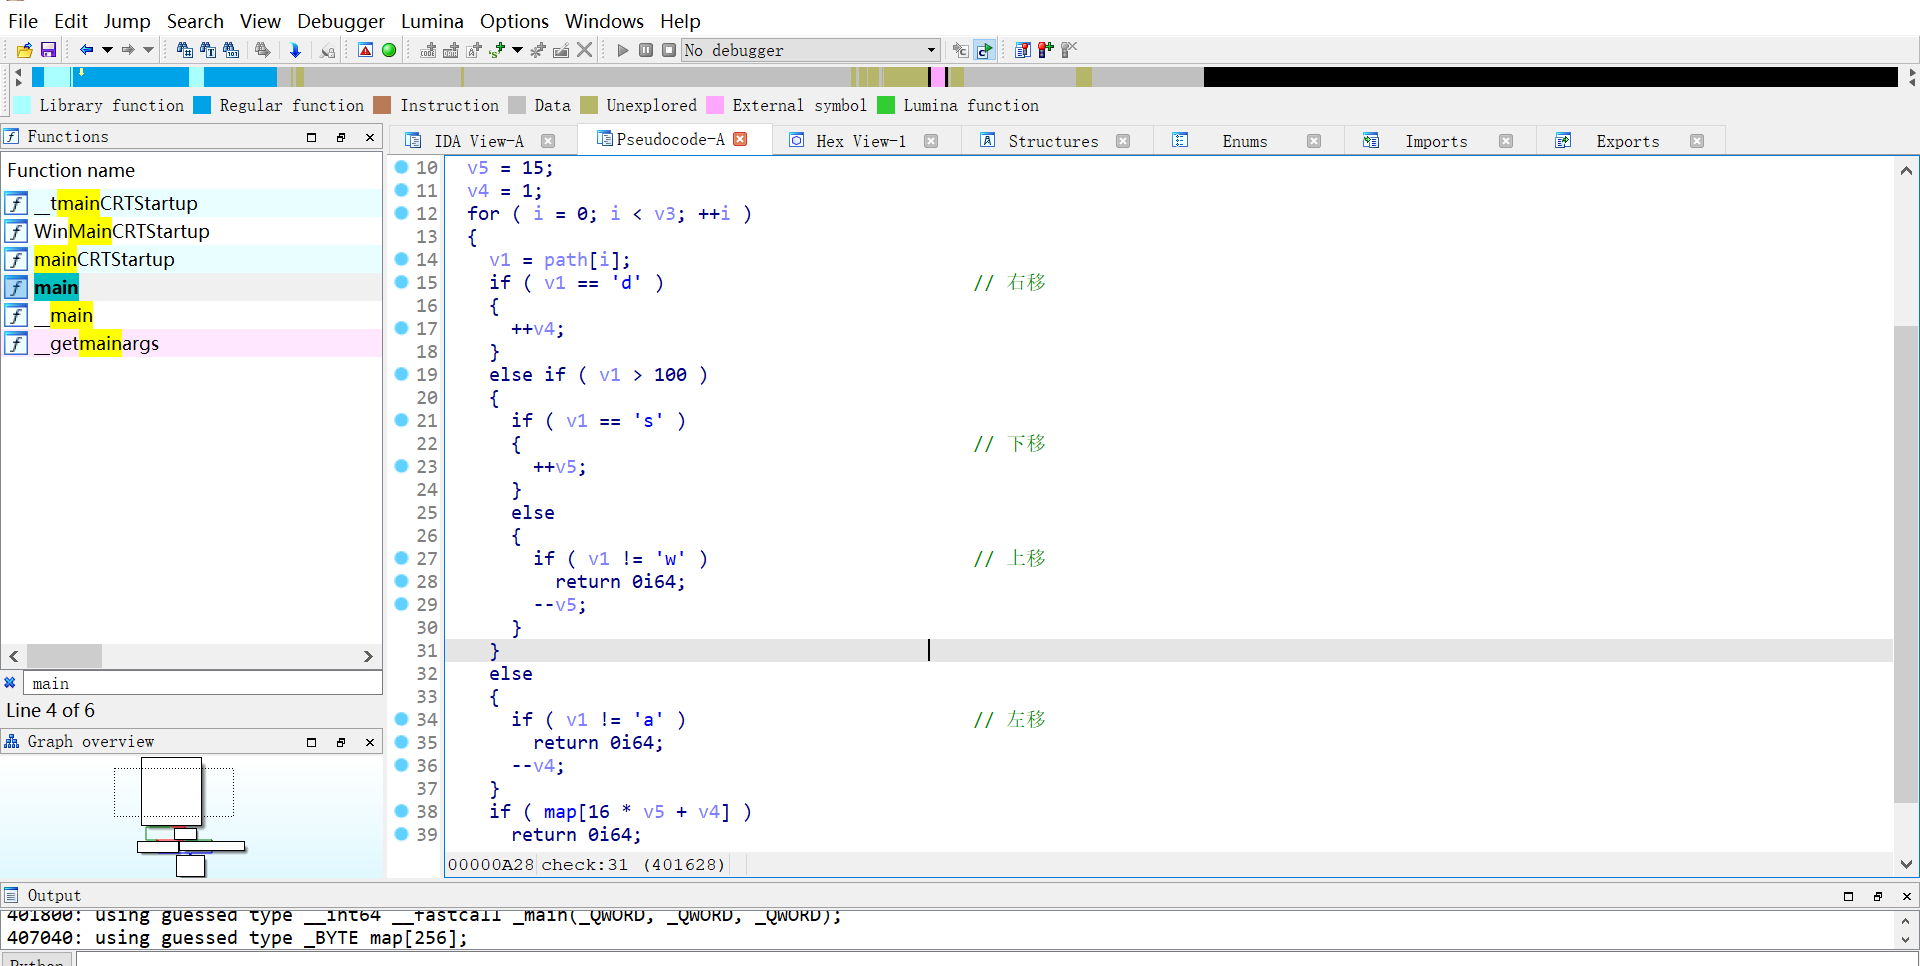 File Edit Jump Search View Debugger Lumina Options Windows Help
No debugger
Library function Regular function Instruction Data Unexplored External symbol Lumina function
Functions
Function name
__tmainCRTStartup
WinMainCRTStartup
mainCRTStartup
main
__main
__getmainargs
main
Line 4 of 6
Graph overview
IDA View-A Pseudocode-A Hex View-1 Structures Enums Imports Exports
10 v5 = 15;
11 v4 = 1;
12 for ( i = 0; i < v3; ++i )
13 {
14 v1 = path[i];
15 if ( v1 == 'd' ) // 右移
16 {
17 ++v4;
18 }
19 else if ( v1 > 100 )
20 {
21 if ( v1 == 's' )
22 { // 下移
23 ++v5;
24 }
25 else
26 {
27 if ( v1 != 'w' ) // 上移
28 return 0i64;
29 --v5;
30 }
31 }
32 else
33 {
34 if ( v1 != 'a' ) // 左移
35 return 0i64;
36 --v4;
37 }
38 if ( map[16 * v5 + v4] )
39 return 0i64;
00000A28 check:31 (401628)
Output
401800: using guessed type __int64 __fastcall _main(_QWORD, _QWORD, _QWORD);
407040: using guessed type _BYTE map[256];
Python